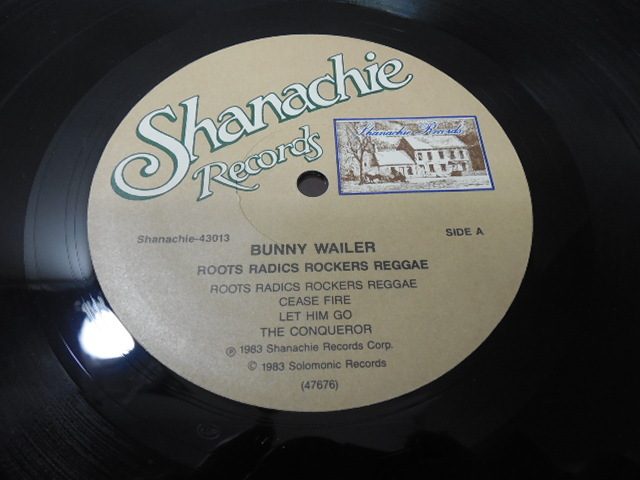 Shanachie
Records
Shanachie Records
Shanachie-43013
SIDE A
BUNNY WAILER
ROOTS RADICS ROCKERS REGGAE
ROOTS RADICS ROCKERS REGGAE
CEASE FIRE
LET HIM GO
THE CONQUEROR
℗ 1983 Shanachie Records Corp.
© 1983 Solomonic Records
(47676)